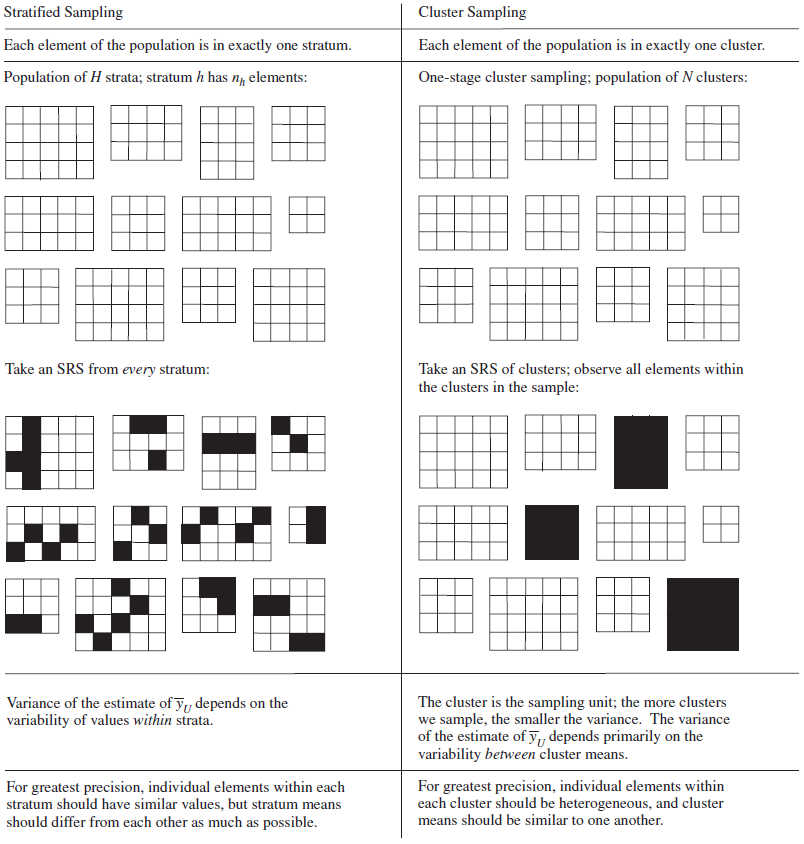 Stratified Sampling
Each element of the population is in exactly one stratum.
Population of H strata; stratum h has nₕ elements:
Take an SRS from every stratum:
Variance of the estimate of y̅U depends on the
variability of values within strata.
For greatest precision, individual elements within each
stratum should have similar values, but stratum means
should differ from each other as much as possible.
Cluster Sampling
Each element of the population is in exactly one cluster.
One-stage cluster sampling; population of N clusters:
Take an SRS of clusters; observe all elements within
the clusters in the sample:
The cluster is the sampling unit; the more clusters
we sample, the smaller the variance. The variance
of the estimate of y̅U depends primarily on the
variability between cluster means.
For greatest precision, individual elements within
each cluster should be heterogeneous, and cluster
means should be similar to one another.